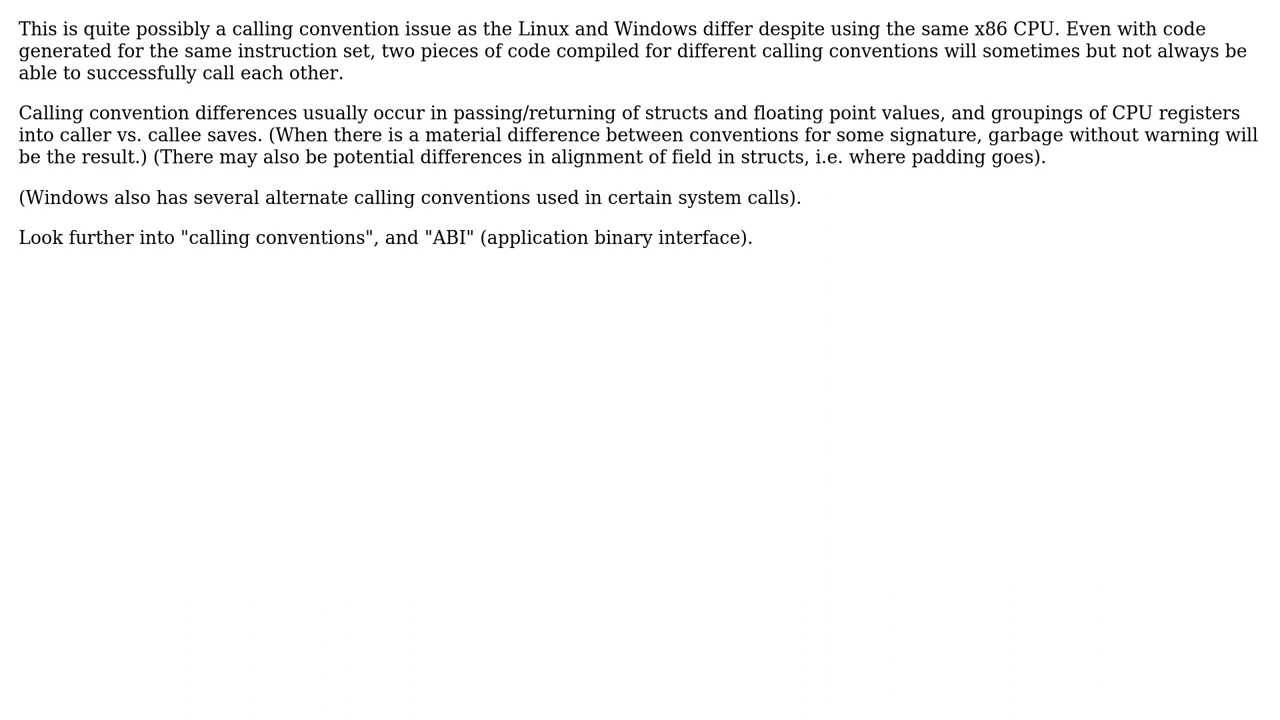 This is quite possibly a calling convention issue as the Linux and Windows differ despite using the same x86 CPU. Even with code
generated for the same instruction set, two pieces of code compiled for different calling conventions will sometimes but not always be
able to successfully call each other.
Calling convention differences usually occur in passing/returning of structs and floating point values, and groupings of CPU registers
into caller vs. callee saves. (When there is a material difference between conventions for some signature, garbage without warning will
be the result.) (There may also be potential differences in alignment of field in structs, i.e. where padding goes).
(Windows also has several alternate calling conventions used in certain system calls).
Look further into "calling conventions", and "ABI" (application binary interface).